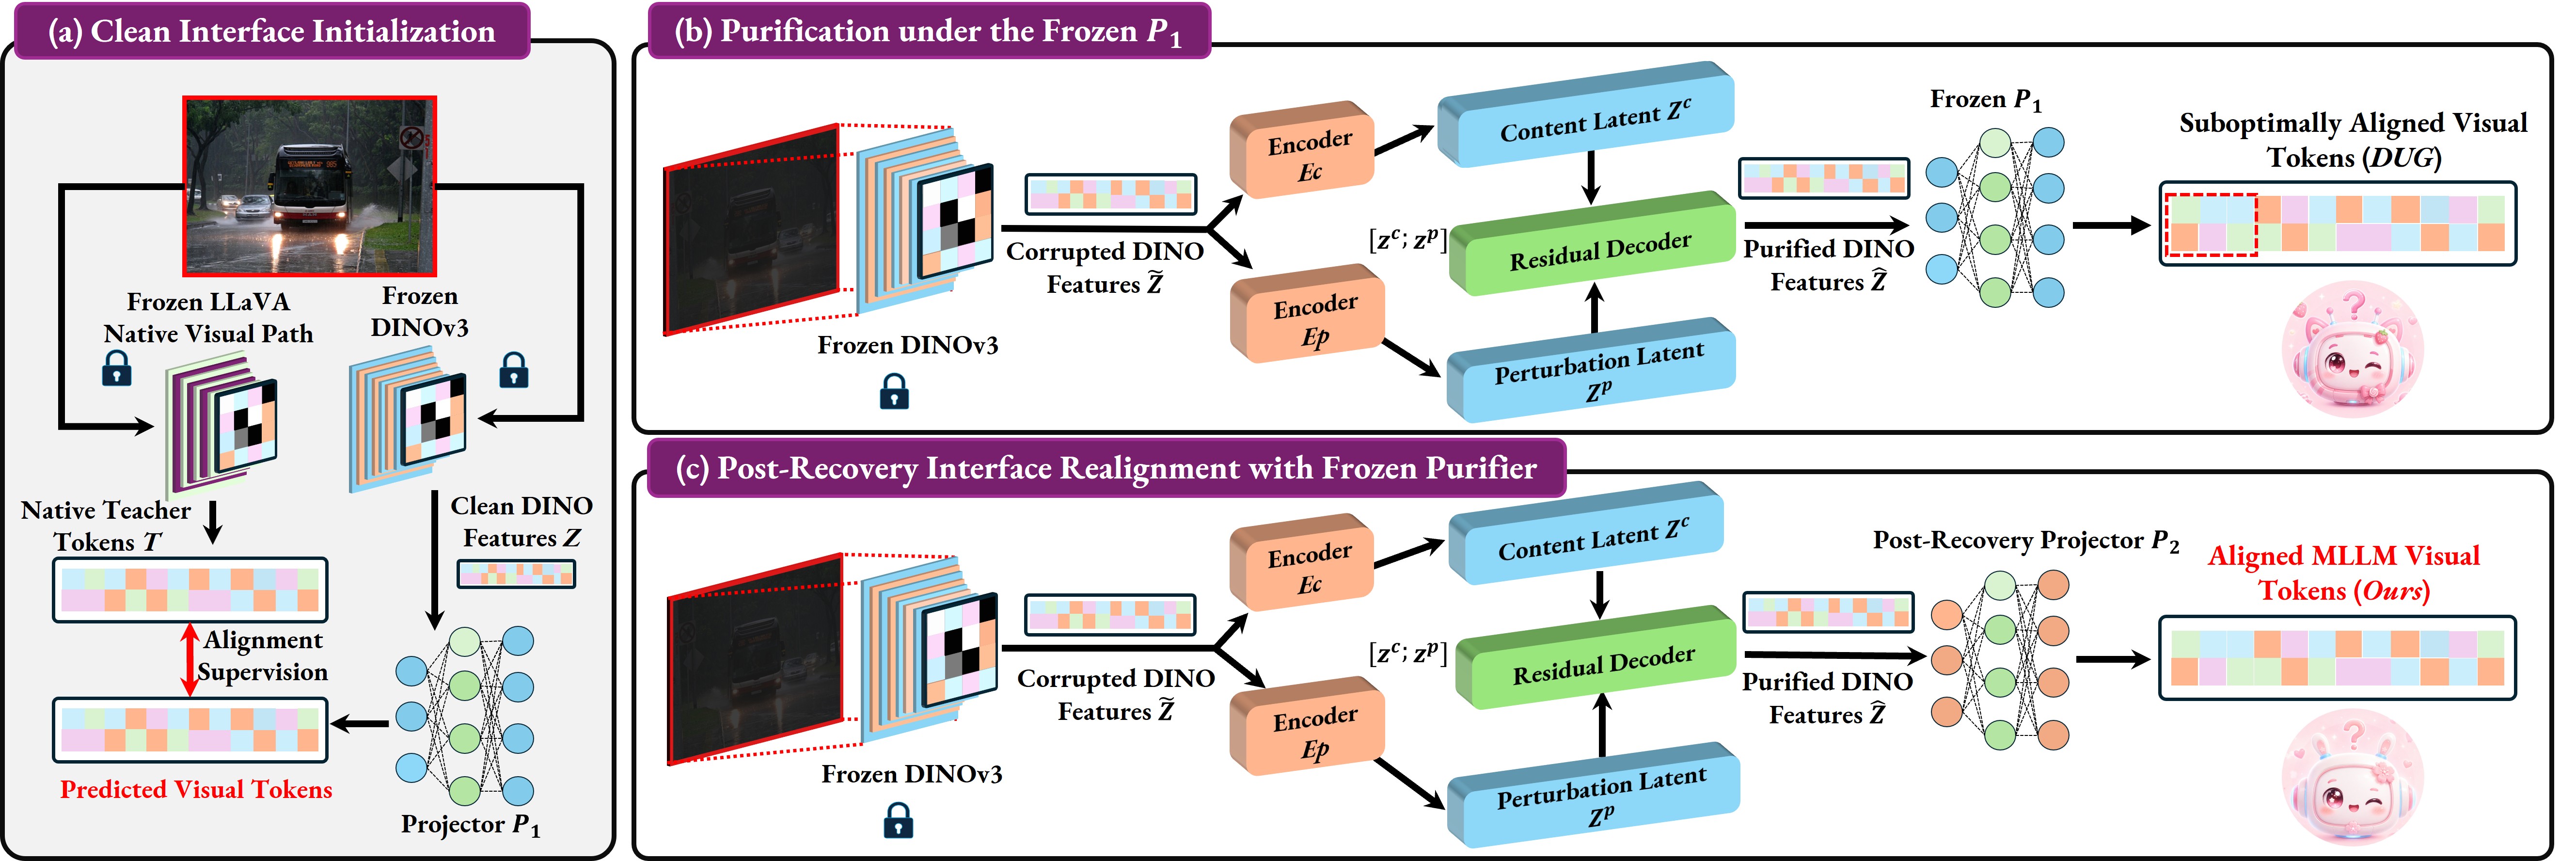 (a) Clean Interface Initialization
Frozen LLaVA
Native Visual Path
Frozen
DINOv3
Native Teacher
Tokens T
Clean DINO
Features Z
Alignment
Supervision
Predicted Visual Tokens
Projector P₁
(b) Purification under the Frozen P₁
Frozen DINOv3
Corrupted DINO
Features Z̃
Encoder
Ec
Encoder
Ep
Content Latent Zᶜ
[zᶜ; zᵖ]
Residual Decoder
Perturbation Latent
Zᵖ
Purified DINO
Features Ẑ
Frozen P₁
Suboptimally Aligned Visual
Tokens (DUG)
?
(c) Post-Recovery Interface Realignment with Frozen Purifier
Frozen DINOv3
Corrupted DINO
Features Z̃
Encoder
Ec
Encoder
Ep
Content Latent Zᶜ
[zᶜ; zᵖ]
Residual Decoder
Perturbation Latent
Zᵖ
Purified DINO
Features Ẑ
Post-Recovery Projector P₂
Aligned MLLM Visual
Tokens (Ours)
?